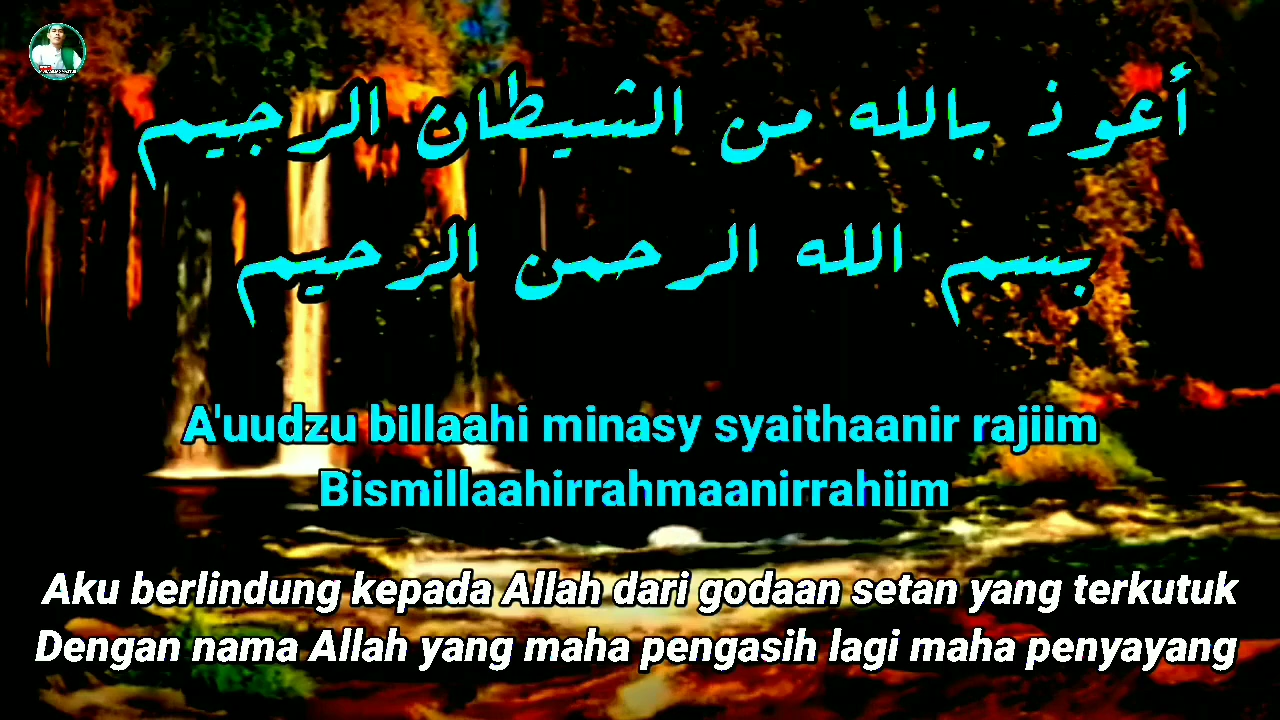 أعوذ بالله من الشيطان الرجيم
بسم الله الرحمن الرحيم
A'uudzu billaahi minasy syaithaanir rajiim
Bismillaahirrahmaanirrahiim
Aku berlindung kepada Allah dari godaan setan yang terkutuk
Dengan nama Allah yang maha pengasih lagi maha penyayang